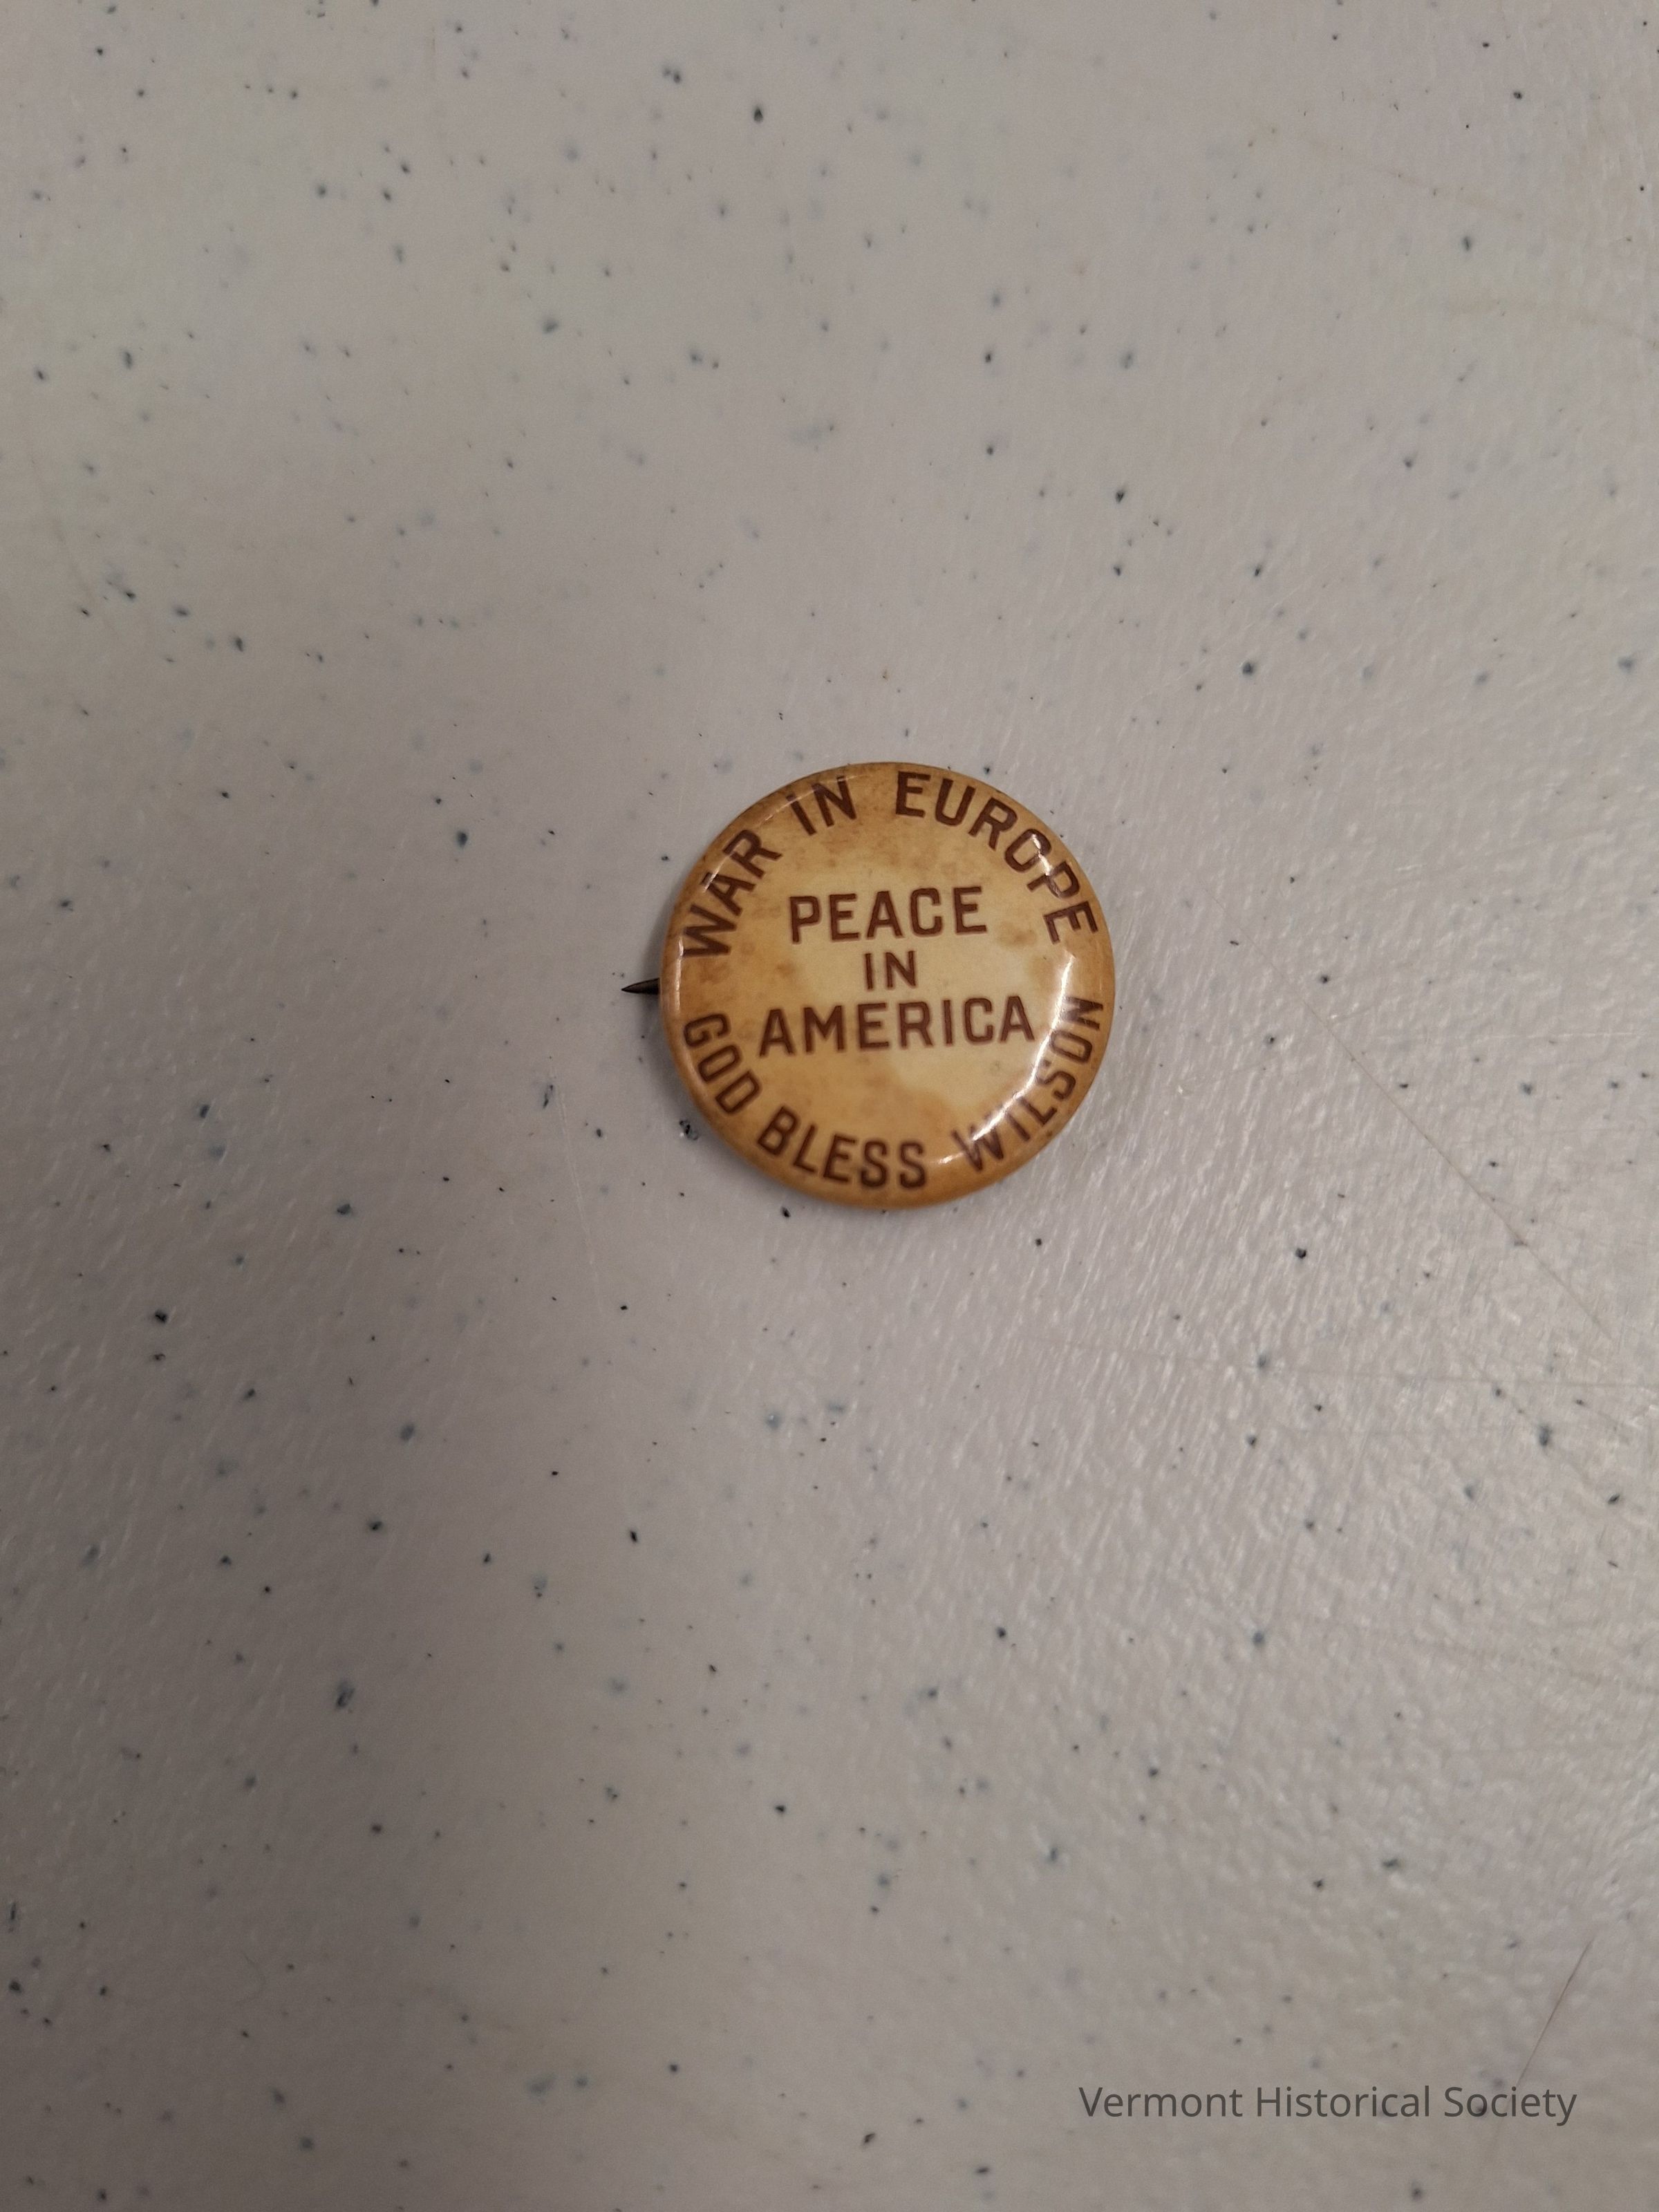 WAR IN EUROPE
PEACE
IN
AMERICA
GOD BLESS WILSON
Vermont Historical Society